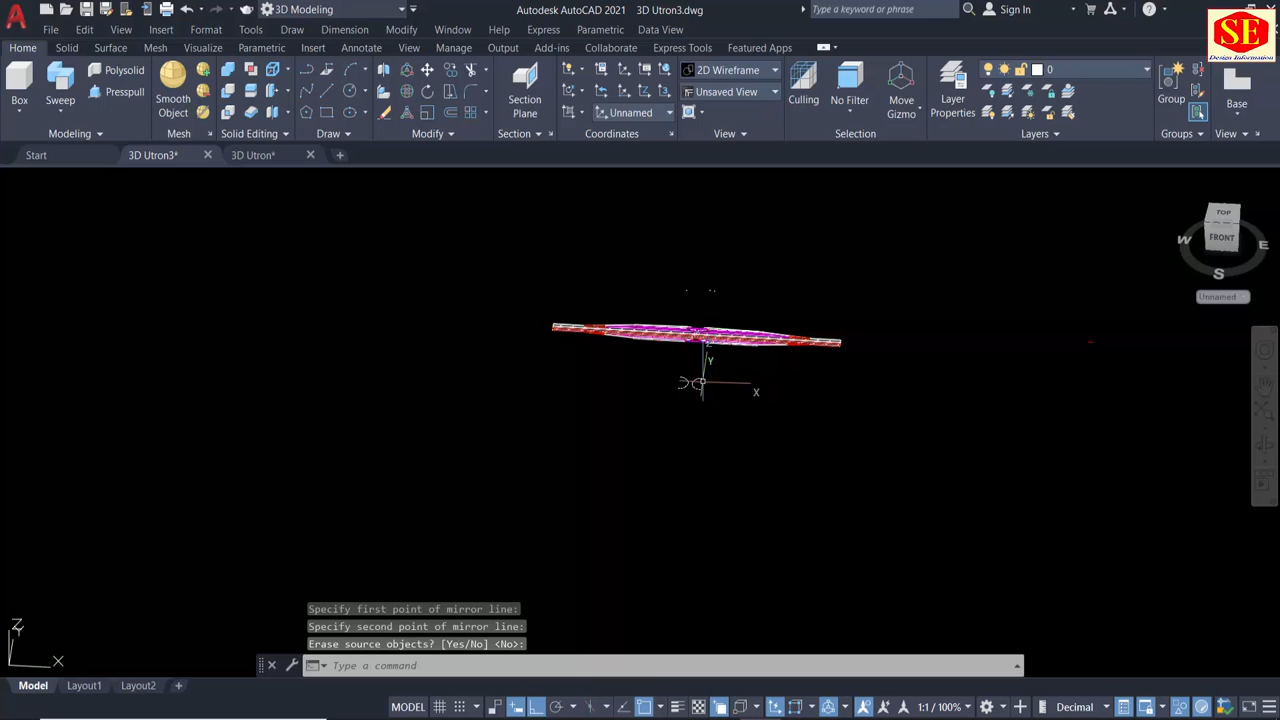 3D Modeling
Autodesk AutoCAD 2021 3D Utron3.dwg
Type a keyword or phrase
Sign In
File Edit View Insert Format Tools Draw Dimension Modify Window Help Express Parametric Data View
Home Solid Surface Mesh Visualize Parametric Insert Annotate View Manage Output Add-ins Collaborate Express Tools Featured Apps
SE
Design Information
Box
Sweep
Polysolid
Presspull
Smooth
Object
Section
Plane
2D Wireframe
Unsaved View
Unnamed
Culling
No Filter
Move
Gizmo
Layer
Properties
0
Group
Base
Modeling
Mesh
Solid Editing
Draw
Modify
Section
Coordinates
View
Selection
Layers
Groups
View
Start
3D Utron3*
3D Utron*
TOP
FRONT
W
E
S
Unnamed
Z
Y
X
Specify first point of mirror line:
Specify second point of mirror line:
Erase source objects? [Yes/No] <No>:
Type a command
Z
Y
X
Model Layout1 Layout2
MODEL
1:1 / 100%
Decimal